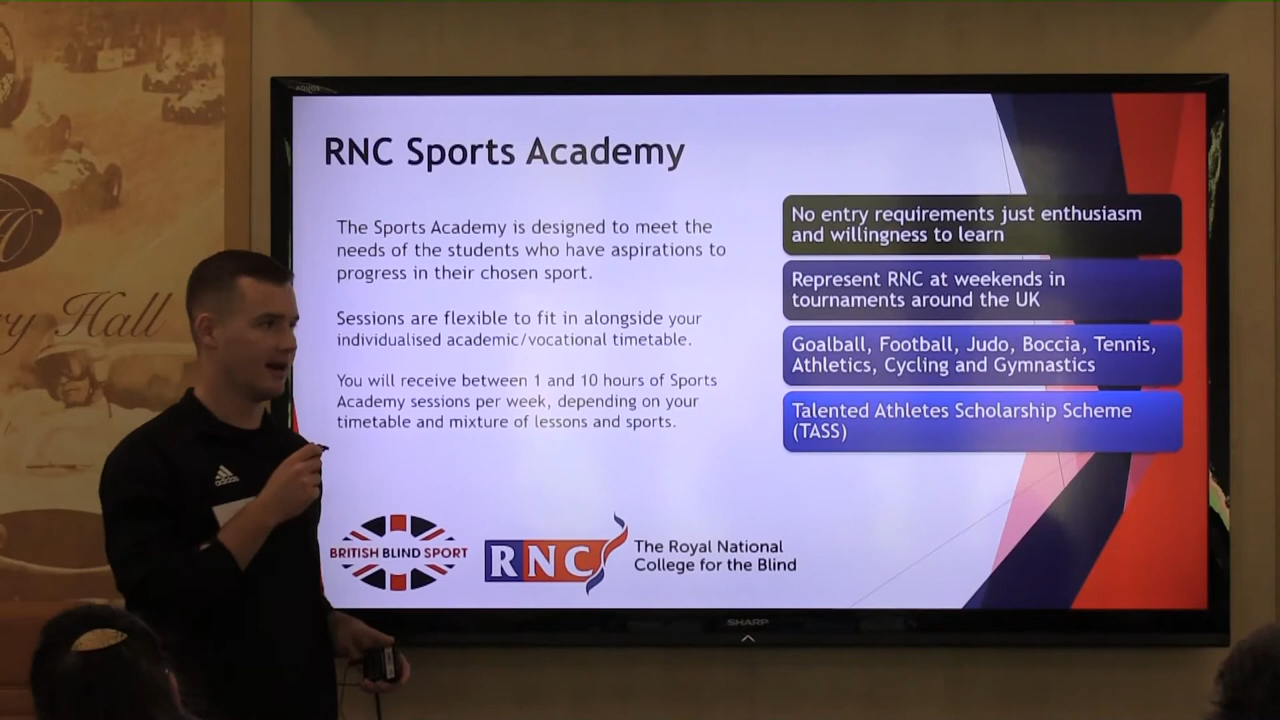 AQUOS
RNC Sports Academy
The Sports Academy is designed to meet the
needs of the students who have aspirations to
progress in their chosen sport.
Sessions are flexible to fit in alongside your
individualised academic/vocational timetable.
You will receive between 1 and 10 hours of Sports
Academy sessions per week, depending on your
timetable and mixture of lessons and sports.
No entry requirements just enthusiasm
and willingness to learn
Represent RNC at weekends in
tournaments around the UK
Goalball, Football, Judo, Boccia, Tennis,
Athletics, Cycling and Gymnastics
Talented Athletes Scholarship Scheme
(TASS)
BRITISH BLIND SPORT
RNC
The Royal National
College for the Blind
SHARP
adidas
H
ry Hall